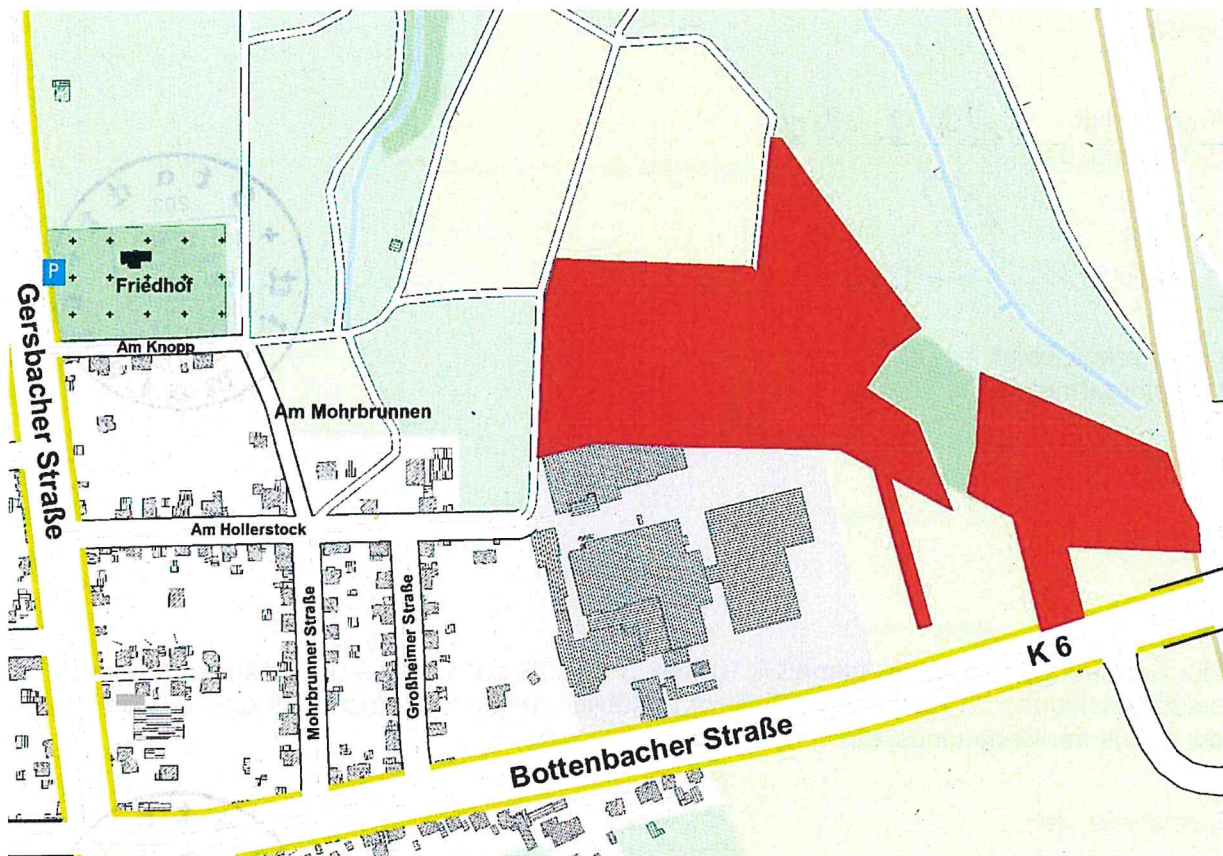 P
Friedhof
Gersbacher Straße
Am Knopp
Am Mohrbrunnen
Am Hollerstock
Mohrbrunner Straße
Großheimer Straße
K 6
Bottenbacher Straße